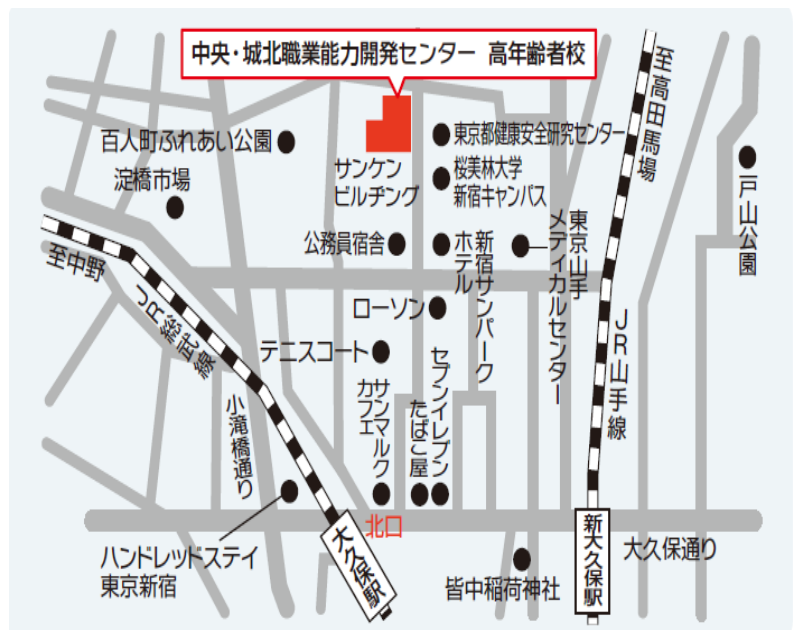 中央・城北職業能力開発センター 高年齢者校
至高田馬場
百人町ふれあい公園
東京都健康安全研究センター
淀橋市場
サンケン
ビルヂング
桜美林大学
新宿キャンパス
戸山公園
至中野
公務員宿舎
新宿サンパーク
ホテル
東京山手
メディカルセンター
JR総武線
ローソン
JR山手線
テニスコート
サンマルク
カフェ
たばこ屋
セブンイレブン
小滝橋通り
北口
ハンドレッドステイ
東京新宿
大久保駅
皆中稲荷神社
新大久保駅
大久保通り